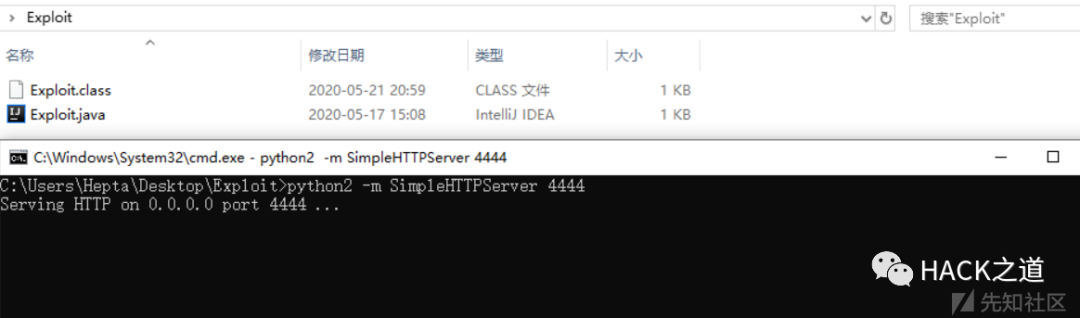 Exploit
搜索"Exploit"
名称 修改日期 类型 大小
Exploit.class 2020-05-21 20:59 CLASS 文件 1 KB
Exploit.java 2020-05-17 15:08 IntelliJ IDEA 1 KB
C:\Windows\System32\cmd.exe - python2 -m SimpleHTTPServer 4444
C:\Users\Hepta\Desktop\Exploit>python2 -m SimpleHTTPServer 4444
Serving HTTP on 0.0.0.0 port 4444 ...
HACK之道
先知社区